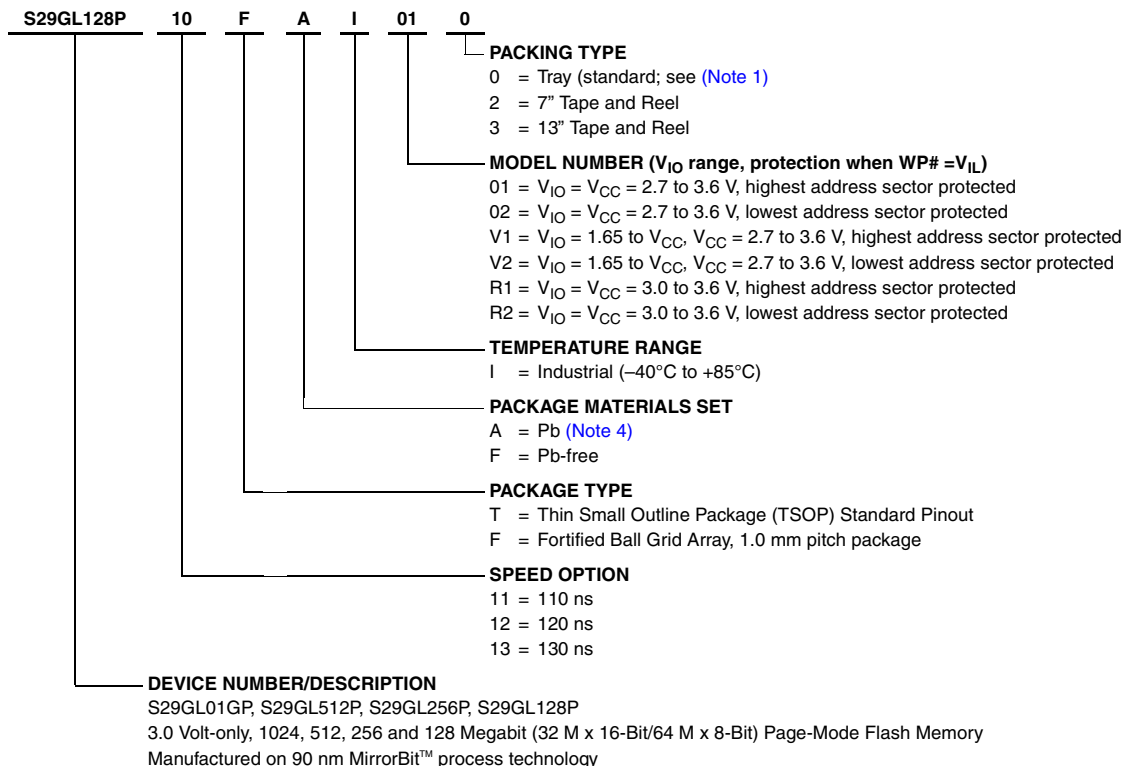 S29GL128P 10 F A I 01 0
PACKING TYPE
0 = Tray (standard; see (Note 1)
2 = 7” Tape and Reel
3 = 13” Tape and Reel
MODEL NUMBER (VIO range, protection when WP# =VIL)
01 = VIO = VCC = 2.7 to 3.6 V, highest address sector protected
02 = VIO = VCC = 2.7 to 3.6 V, lowest address sector protected
V1 = VIO = 1.65 to VCC, VCC = 2.7 to 3.6 V, highest address sector protected
V2 = VIO = 1.65 to VCC, VCC = 2.7 to 3.6 V, lowest address sector protected
R1 = VIO = VCC = 3.0 to 3.6 V, highest address sector protected
R2 = VIO = VCC = 3.0 to 3.6 V, lowest address sector protected
TEMPERATURE RANGE
I = Industrial (–40°C to +85°C)
PACKAGE MATERIALS SET
A = Pb (Note 4)
F = Pb-free
PACKAGE TYPE
T = Thin Small Outline Package (TSOP) Standard Pinout
F = Fortified Ball Grid Array, 1.0 mm pitch package
SPEED OPTION
11 = 110 ns
12 = 120 ns
13 = 130 ns
DEVICE NUMBER/DESCRIPTION
S29GL01GP, S29GL512P, S29GL256P, S29GL128P
3.0 Volt-only, 1024, 512, 256 and 128 Megabit (32 M x 16-Bit/64 M x 8-Bit) Page-Mode Flash Memory
Manufactured on 90 nm MirrorBit™ process technology